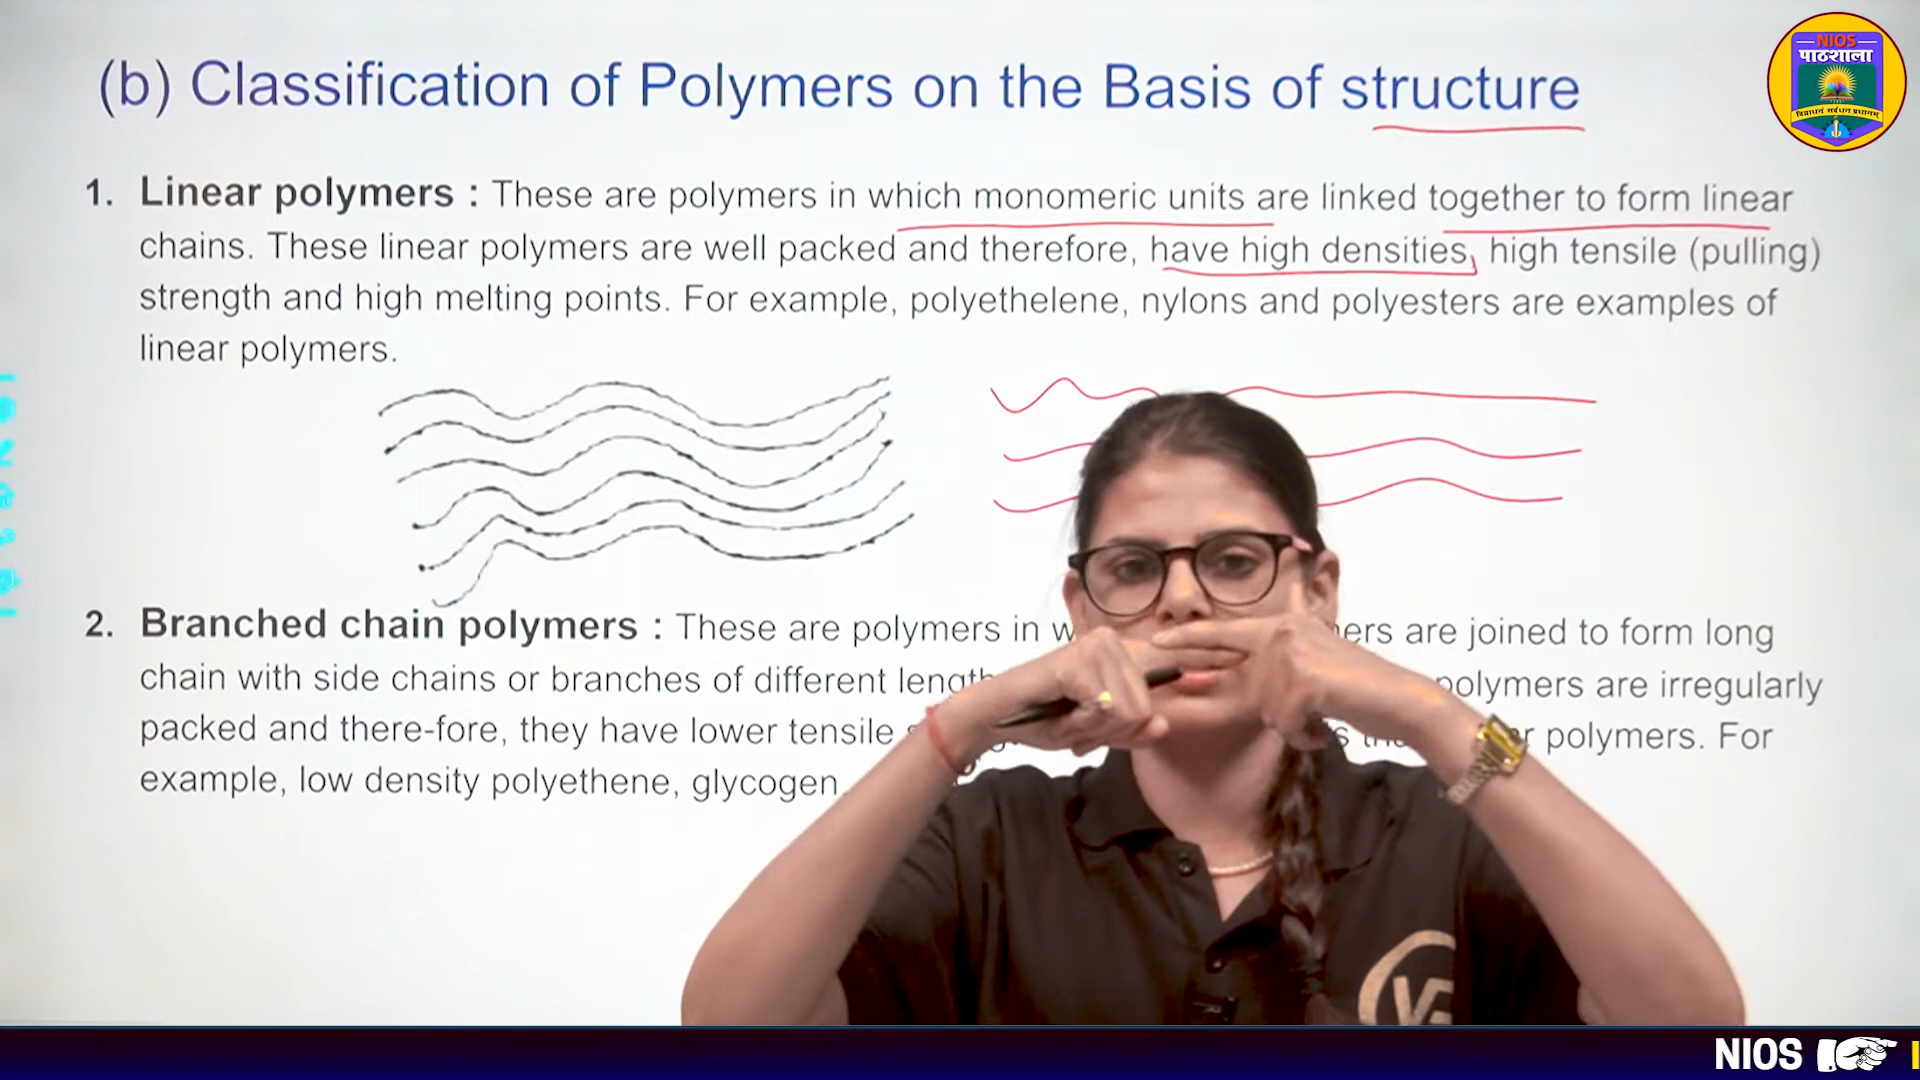 (b) Classification of Polymers on the Basis of structure
NIOS
पाठशाला
1. Linear polymers : These are polymers in which monomeric units are linked together to form linear
chains. These linear polymers are well packed and therefore, have high densities, high tensile (pulling)
strength and high melting points. For example, polyethelene, nylons and polyesters are examples of
linear polymers.
2. Branched chain polymers : These are polymers in are joined to form long
chain with side chains or branches of different polymers are irregularly
packed and there-fore, they have lower tensile polymers. For
example, low density polyethene, glycogen
NIOS